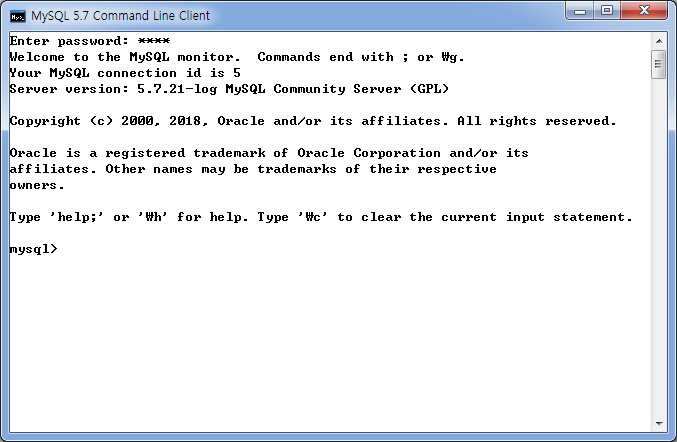 MySQL 5.7 Command Line Client
Enter password: ****
Welcome to the MySQL monitor.  Commands end with ; or ₩g.
Your MySQL connection id is 5
Server version: 5.7.21-log MySQL Community Server (GPL)
Copyright (c) 2000, 2018, Oracle and/or its affiliates. All rights reserved.
Oracle is a registered trademark of Oracle Corporation and/or its
affiliates. Other names may be trademarks of their respective
owners.
Type 'help;' or '₩h' for help. Type '₩c' to clear the current input statement.
mysql>